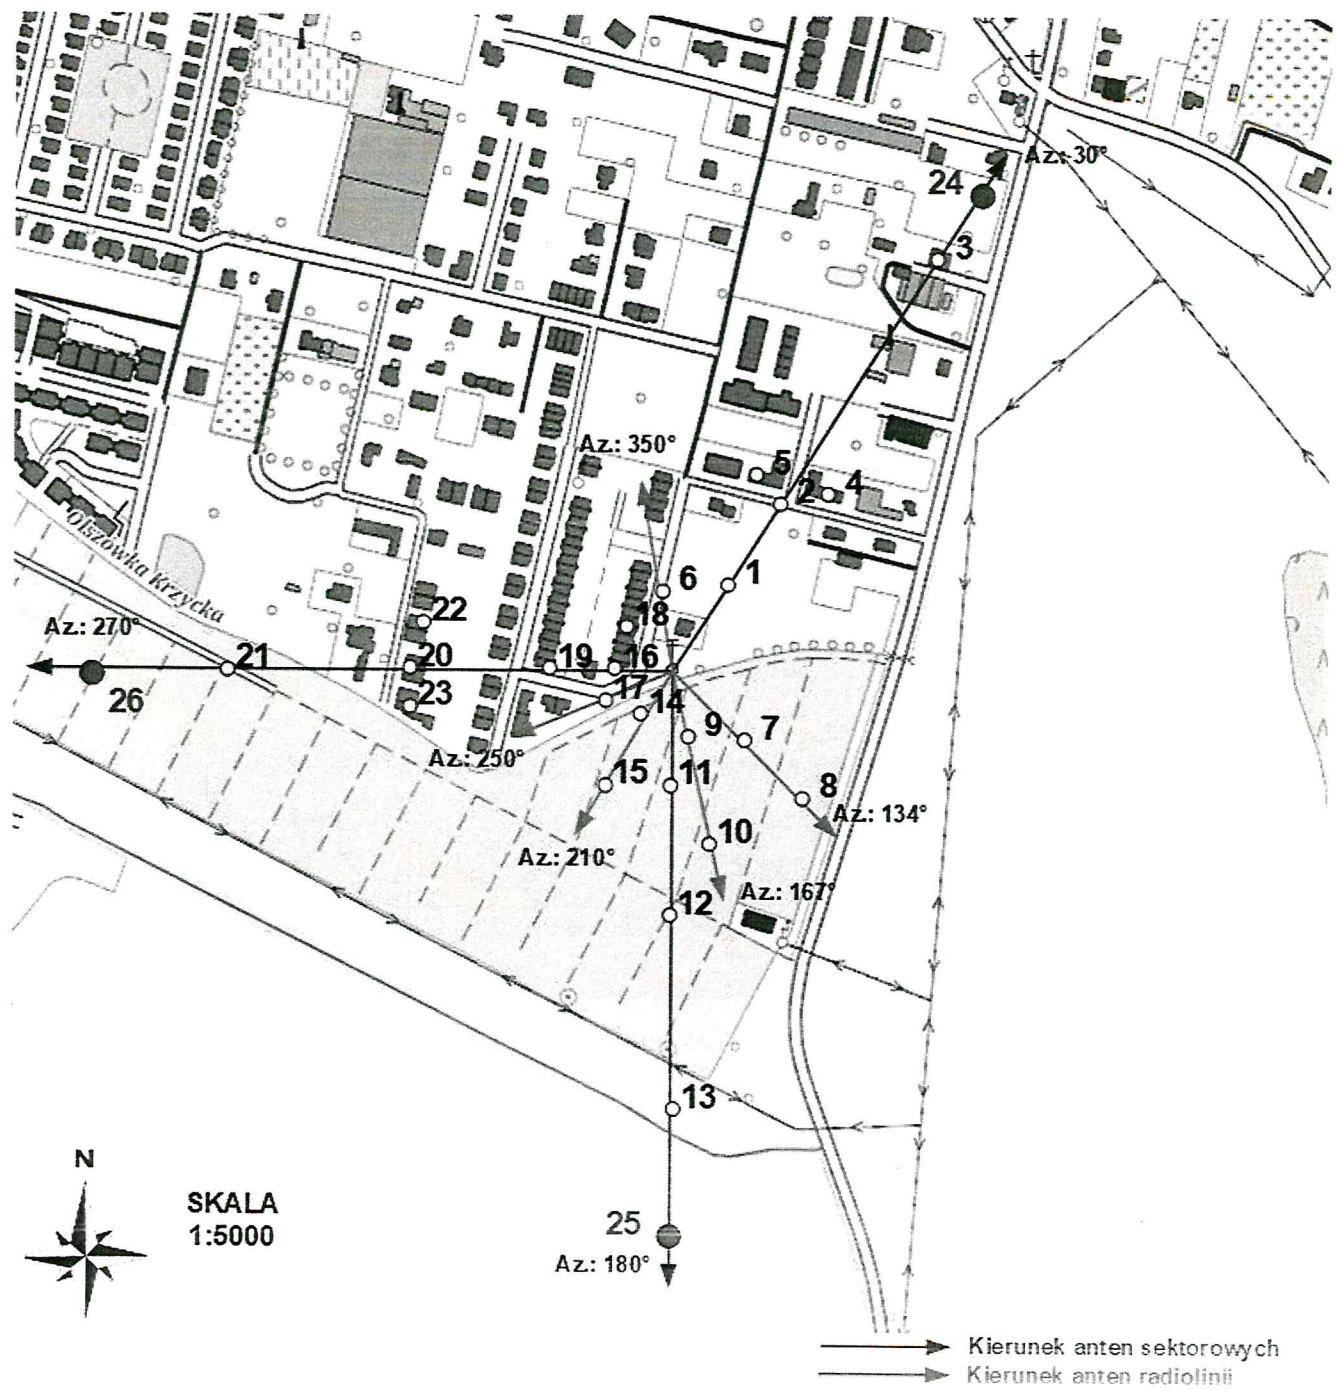 Az.: 30°
24
3
Az.: 350°
5
4
2
6
1
Olszówka Krzycka
22
18
Az.: 270°
21
20
19
16
26
23
17
14
9
7
Az.: 250°
15
11
8
Az.: 134°
10
Az.: 210°
Az.: 167°
12
13
N
SKALA
1:5000
25
Az.: 180°
Kierunek anten sektorowych
Kierunek anten radiolinii